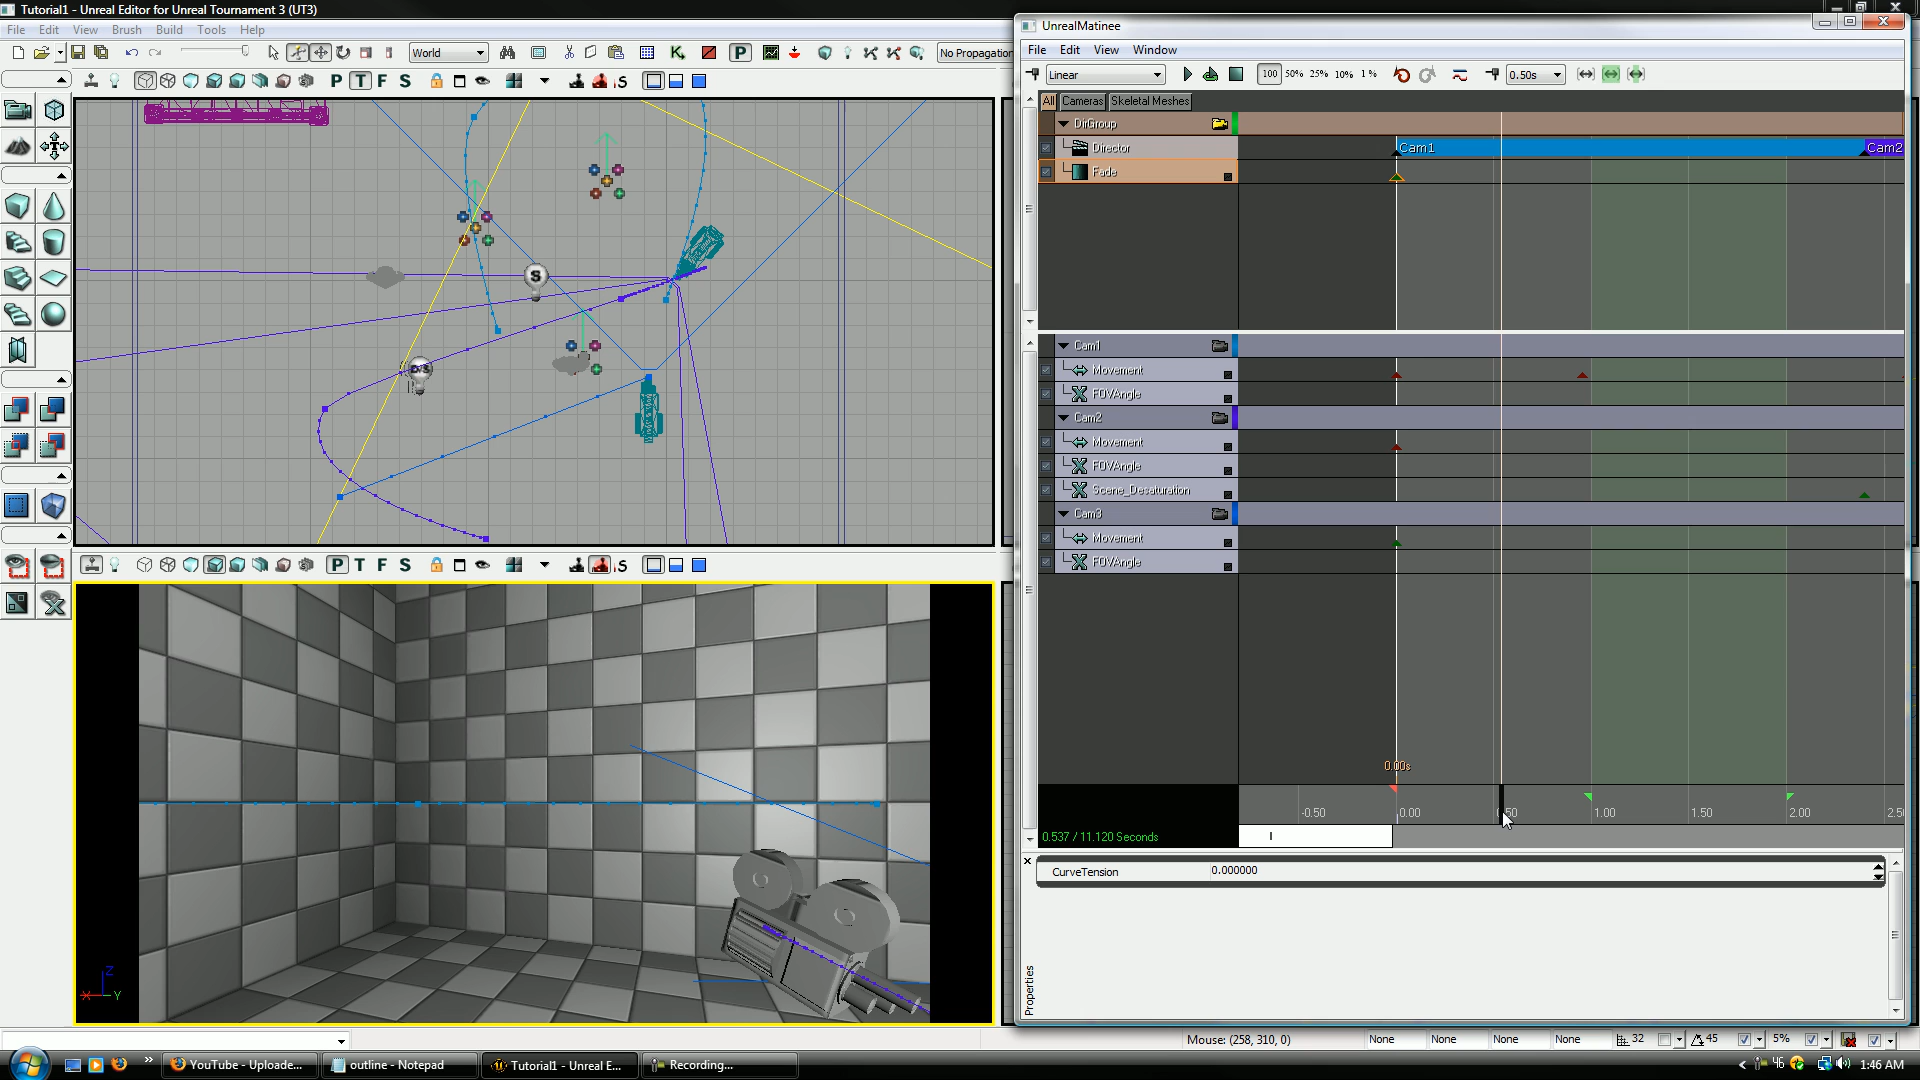 Tutorial1 - Unreal Editor for Unreal Tournament 3 (UT3)
File Edit View Brush Build Tools Help
World
No Propagation
P T F S
P T F S
S
D/S
Z
X
Y
UnrealMatinee
File Edit View Window
Linear
100 50% 25% 10% 1 %
0.50s
All Cameras Skeletal Meshes
DirGroup
Director
Cam1 Cam2
Fade
Cam1
Movement
FOVAngle
Cam2
Movement
FOVAngle
Scene_Desaturation
Cam3
Movement
FOVAngle
0.00s
-0.50 0.00 0.50 1.00 1.50 2.00
0.537 / 11.120 Seconds
CurveTension 0.000000
Properties
Mouse: (258, 310, 0) None None None None 32 45 5%
YouTube - Uploade... outline - Notepad Tutorial1 - Unreal E... Recording... 46 1:46 AM